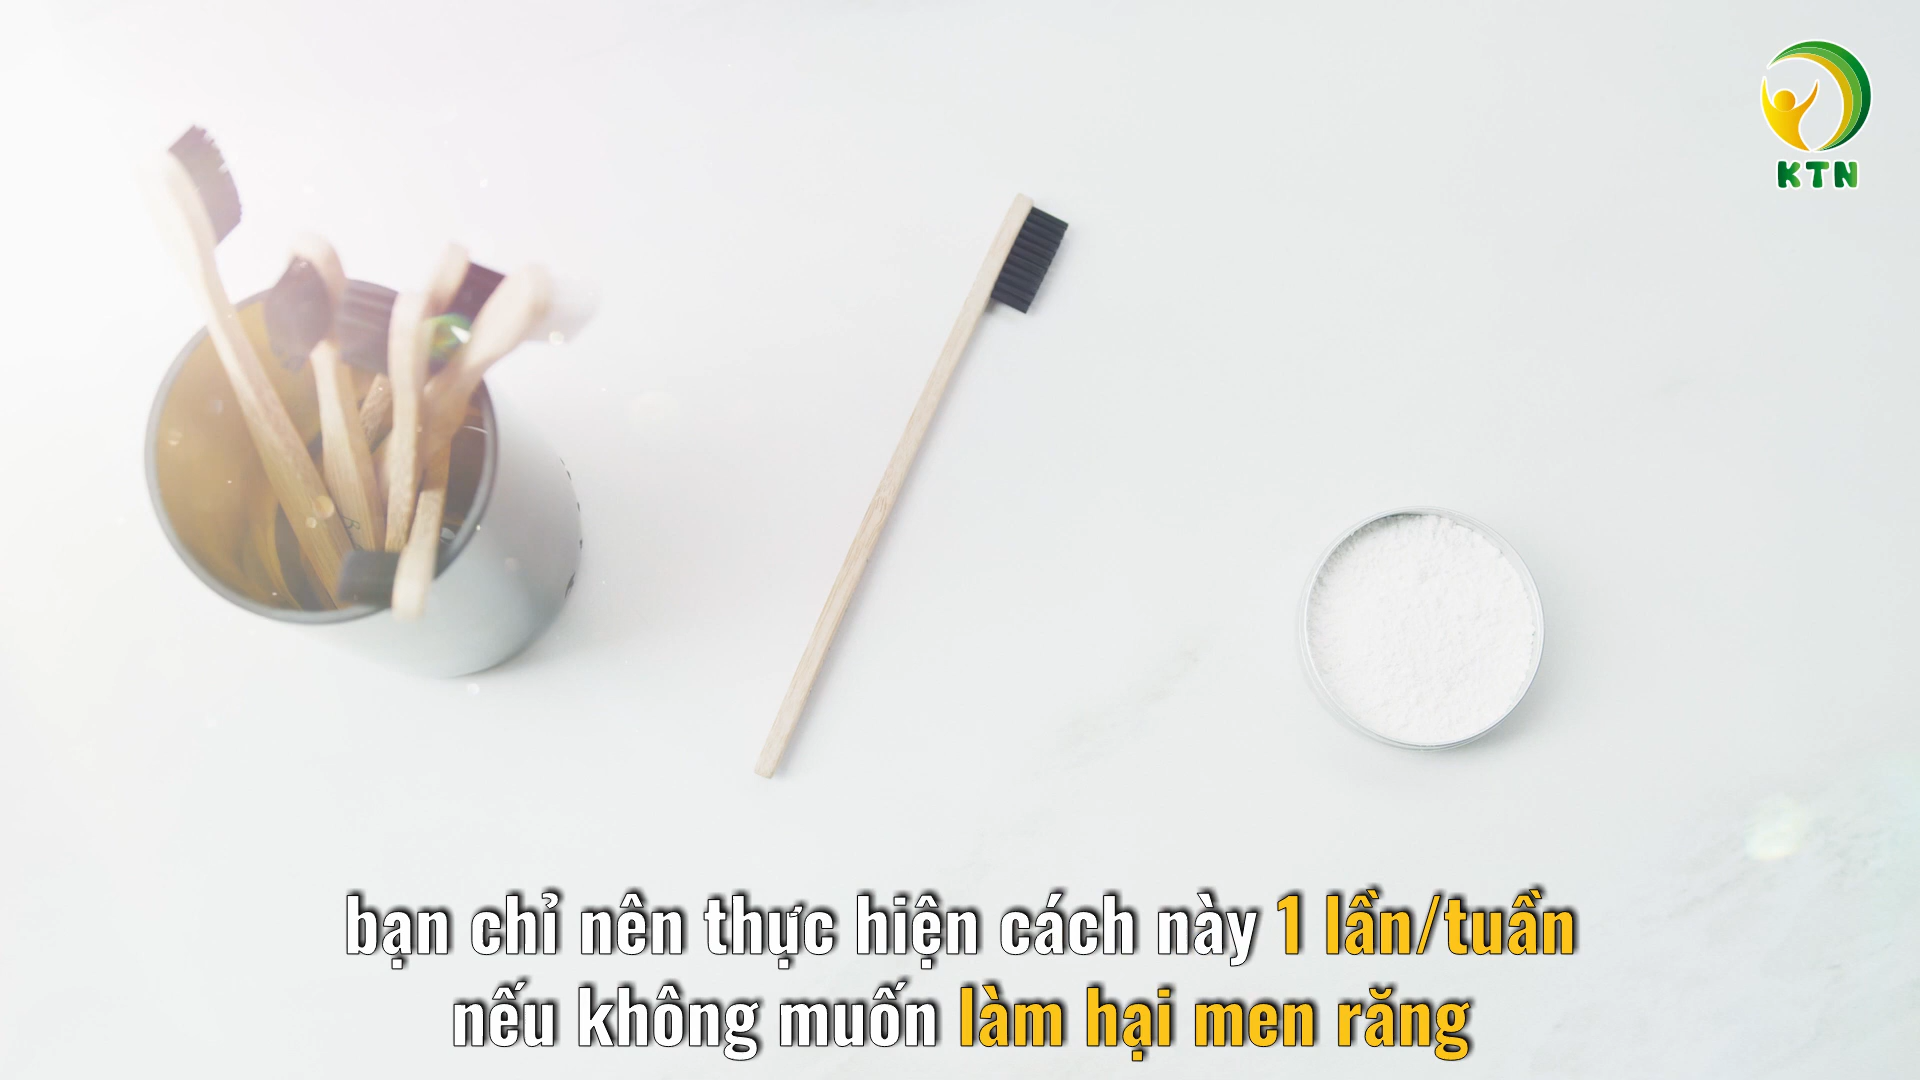 KTN
bạn chỉ nên thực hiện cách này 1 lần/tuần
nếu không muốn làm hại men răng